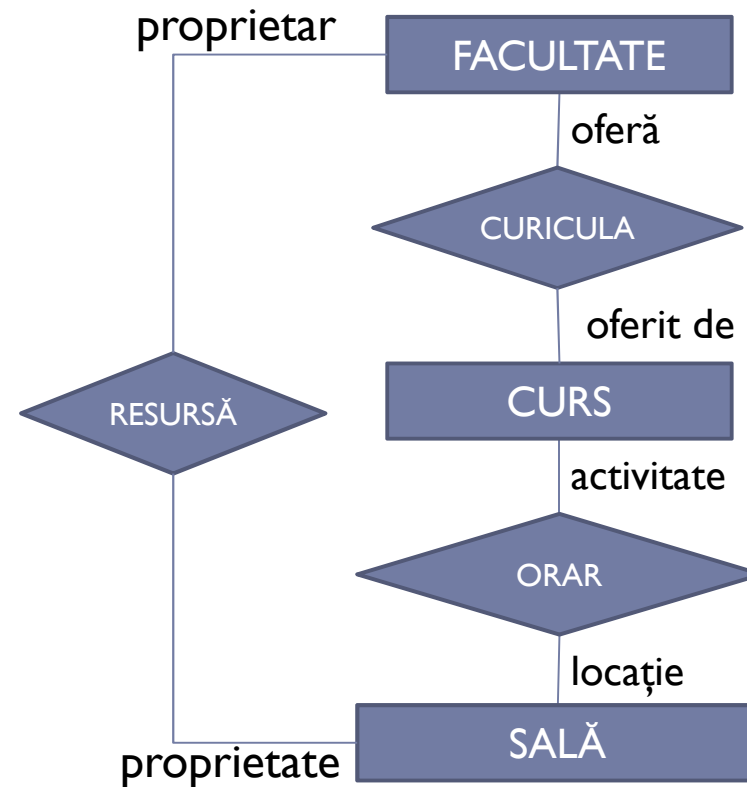 proprietar
FACULTATE
oferă
CURICULA
oferit de
CURS
RESURSĂ
activitate
ORAR
locație
SALĂ
proprietate